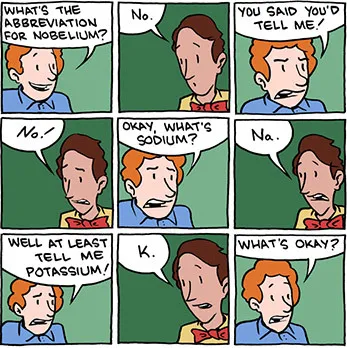 WHAT'S THE
ABBREVIATION
FOR NOBELIUM?
No.
YOU SAID YOU'D
TELL ME!
No!
OKAY, WHAT'S
SODIUM?
Na.
WELL AT LEAST
TELL ME
POTASSIUM!
K.
WHAT'S OKAY?